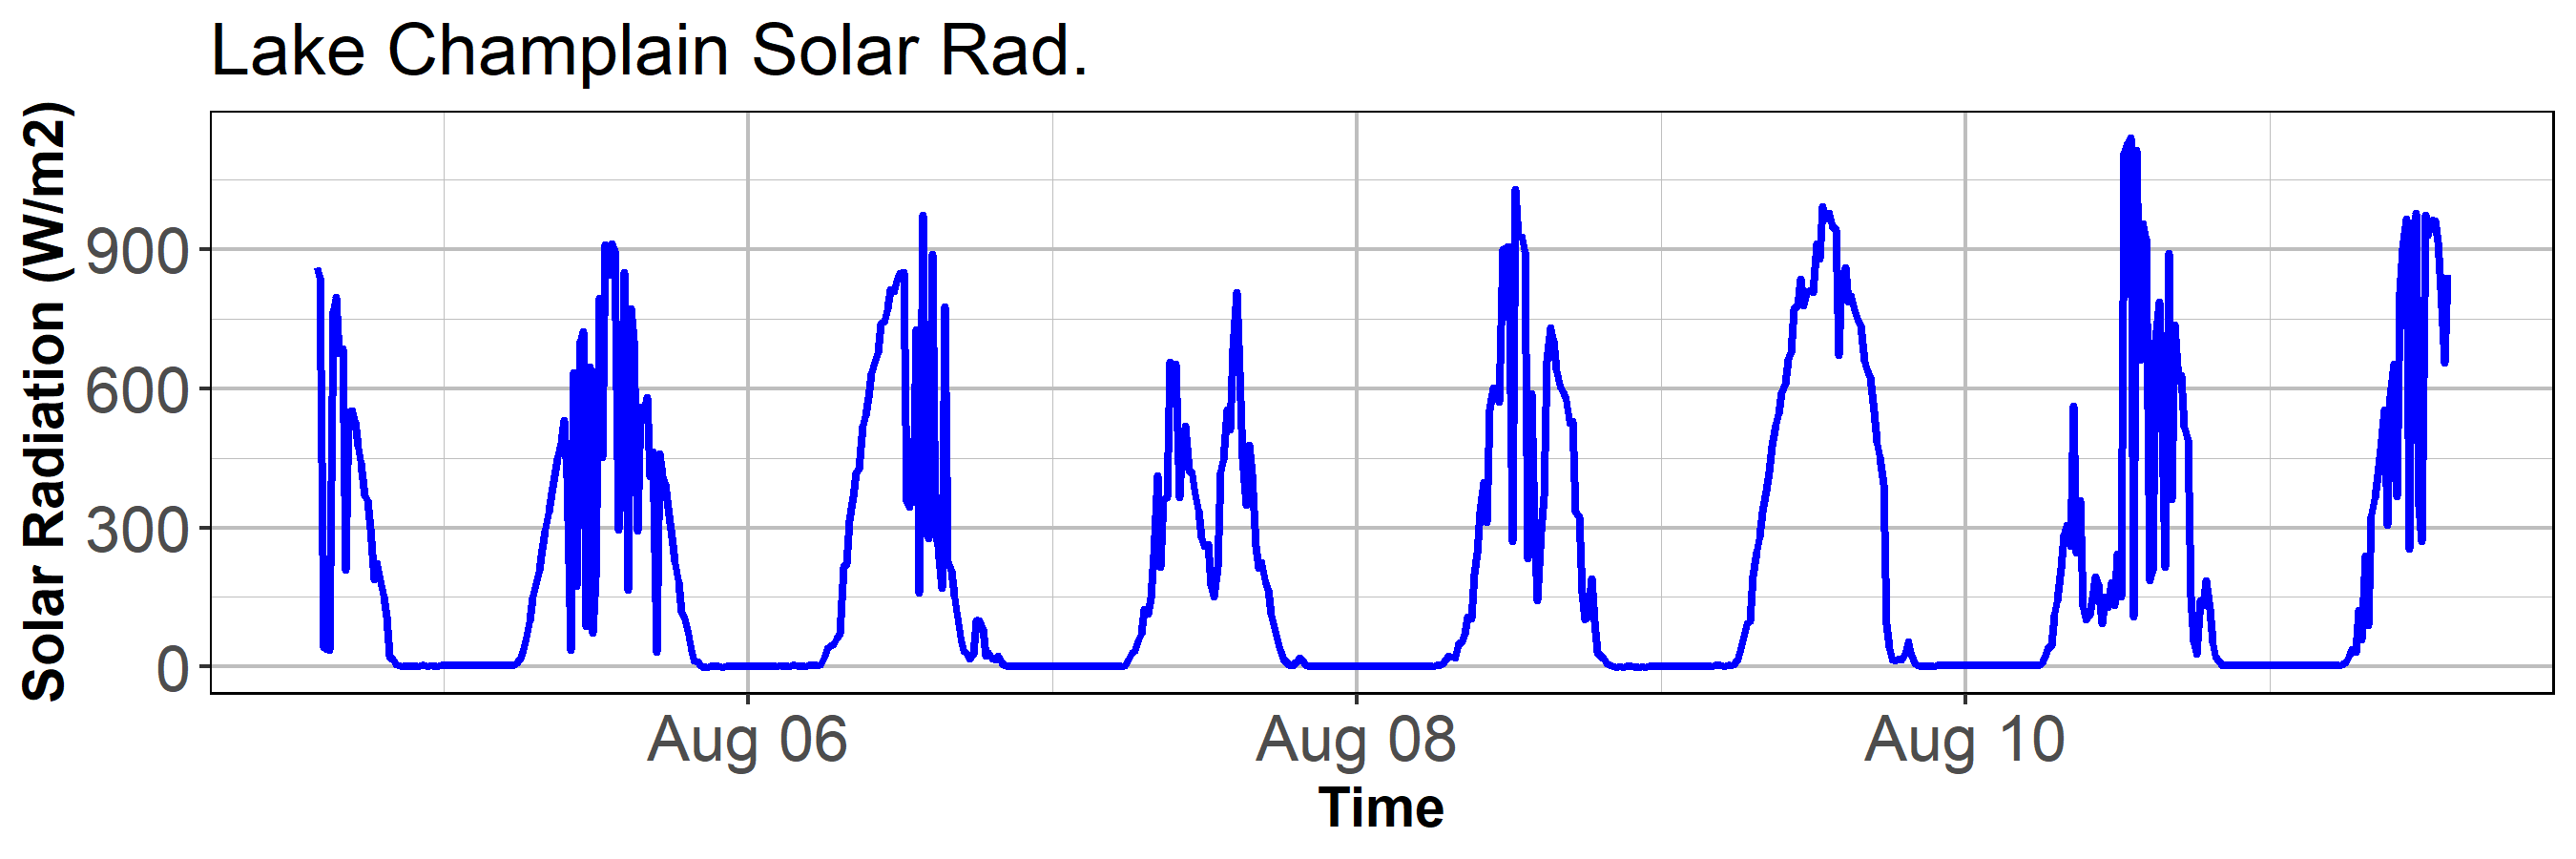 Lake Champlain Solar Rad.
Solar Radiation (W/m2)
900
600
300
0
Aug 06
Aug 08
Aug 10
Time